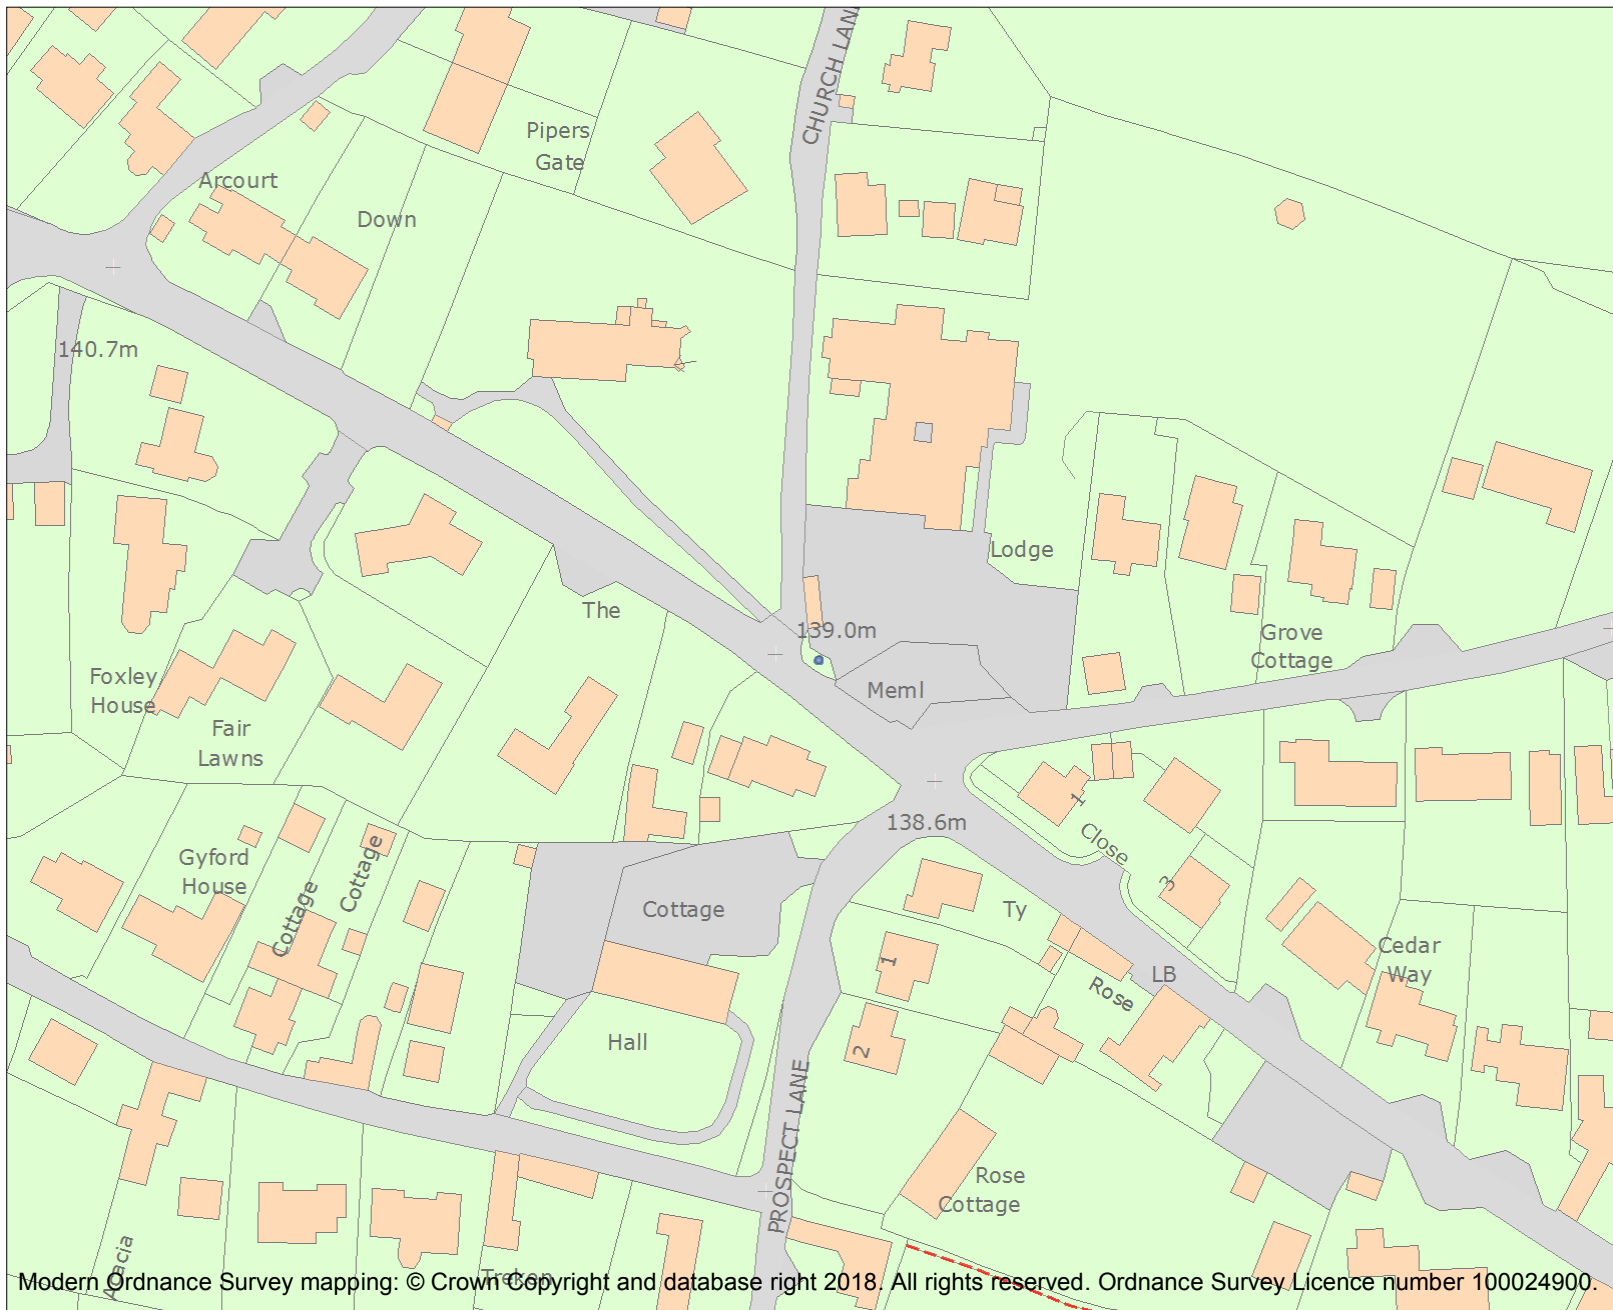 CHURCH LANE
Pipers
Gate
Arcourt
Down
140.7m
Lodge
The
139.0m
Grove
Cottage
Foxley
House
Meml
Fair
Lawns
1
138.6m
Close
Gyford
House
Cottage
Cottage
3
Cottage
Ty
Cedar
Way
1
LB
Rose
Hall
2
PROSPECT LANE
Rose
Cottage
Acacia
Treken
Modern Ordnance Survey mapping: © Crown Copyright and database right 2018. All rights reserved. Ordnance Survey Licence number 100024900.